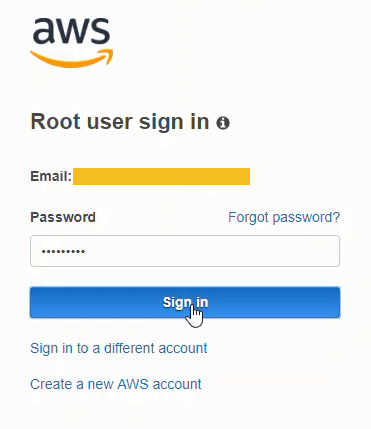 aws
Root user sign in
Email:
Password Forgot password?
•••••••••
Sign in
Sign in to a different account
Create a new AWS account